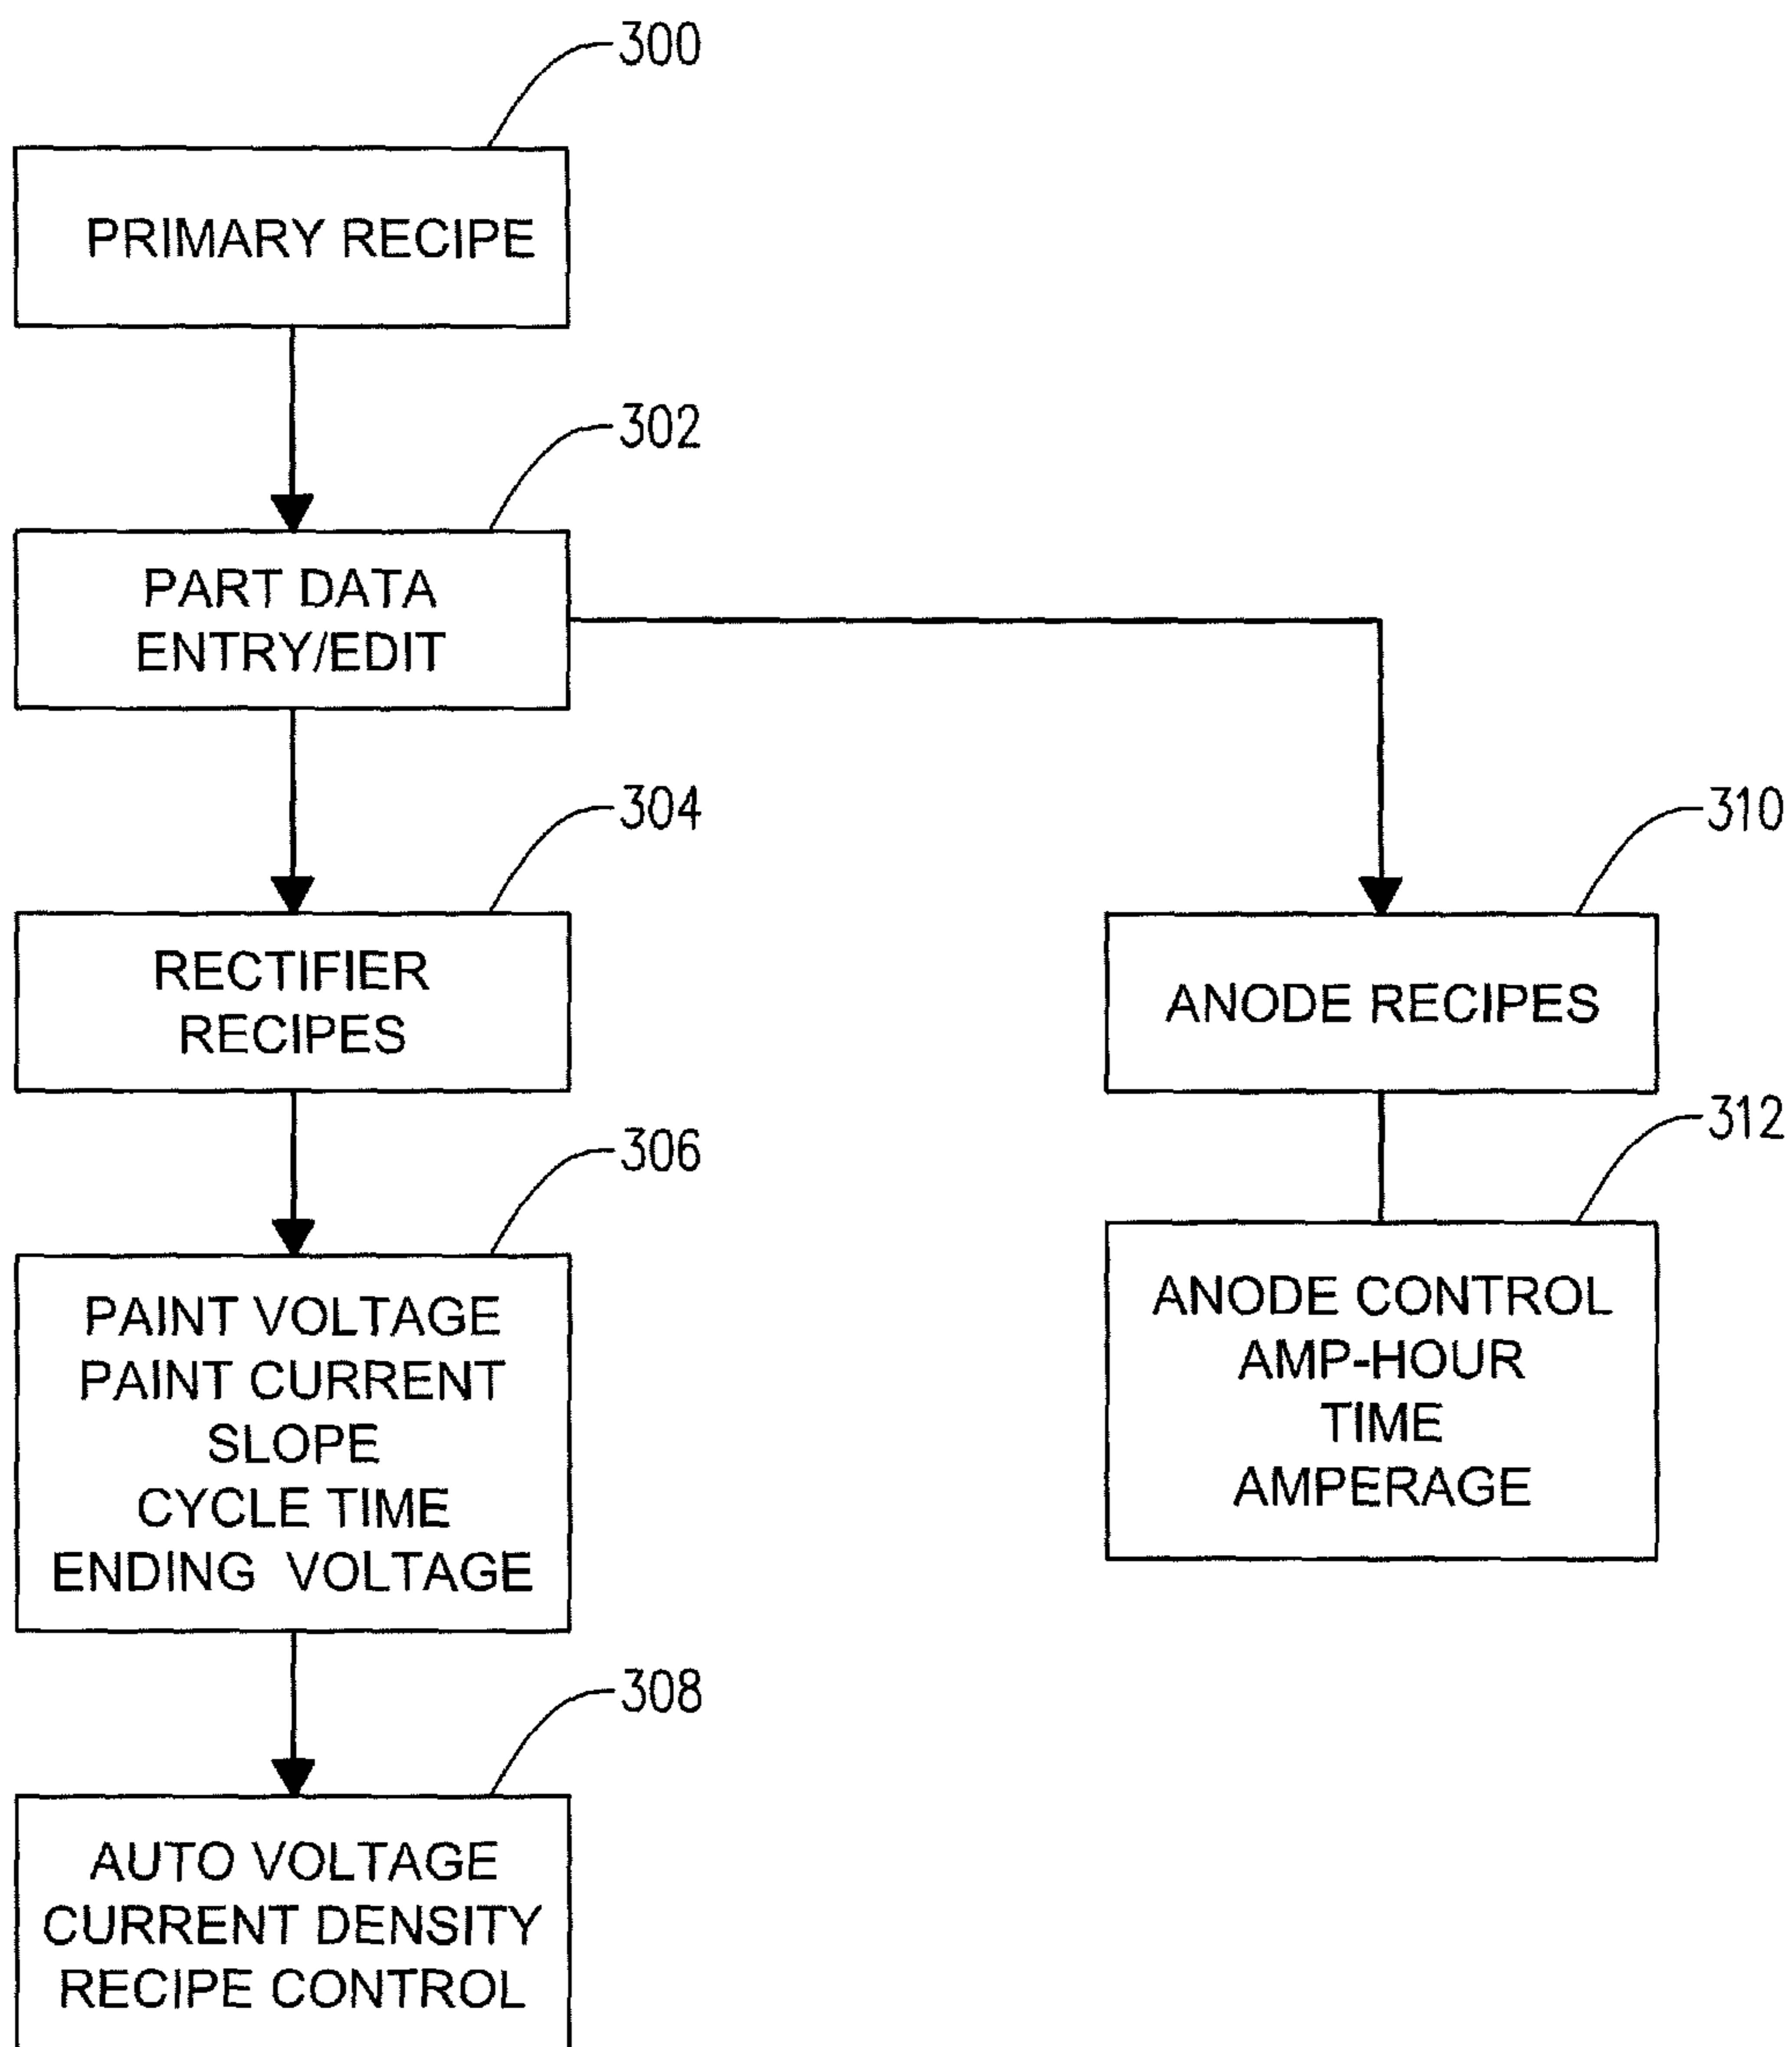 300
PRIMARY RECIPE
302
PART DATA
ENTRY/EDIT
304
RECTIFIER
RECIPES
306
PAINT VOLTAGE
PAINT CURRENT
SLOPE
CYCLE TIME
ENDING VOLTAGE
308
AUTO VOLTAGE
CURRENT DENSITY
RECIPE CONTROL
310
ANODE RECIPES
312
ANODE CONTROL
AMP-HOUR
TIME
AMPERAGE